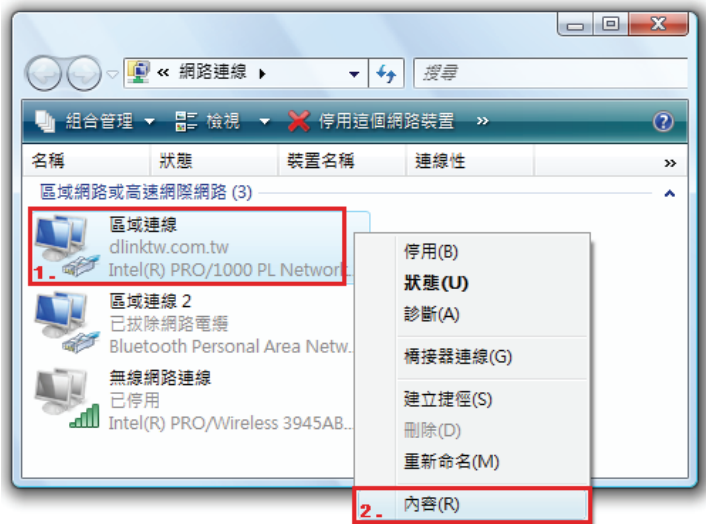 « 網路連線
搜尋
組合管理 檢視 停用這個網路裝置 »
名稱 狀態 裝置名稱 連線性 »
區域網路或高速網際網路 (3)
區域連線
dlinktw.com.tw
1. Intel(R) PRO/1000 PL Network...
區域連線 2
已拔除網路電纜
Bluetooth Personal Area Netw...
無線網路連線
已停用
Intel(R) PRO/Wireless 3945AB...
停用(B)
狀態(U)
診斷(A)
橋接器連線(G)
建立捷徑(S)
刪除(D)
重新命名(M)
2. 內容(R)